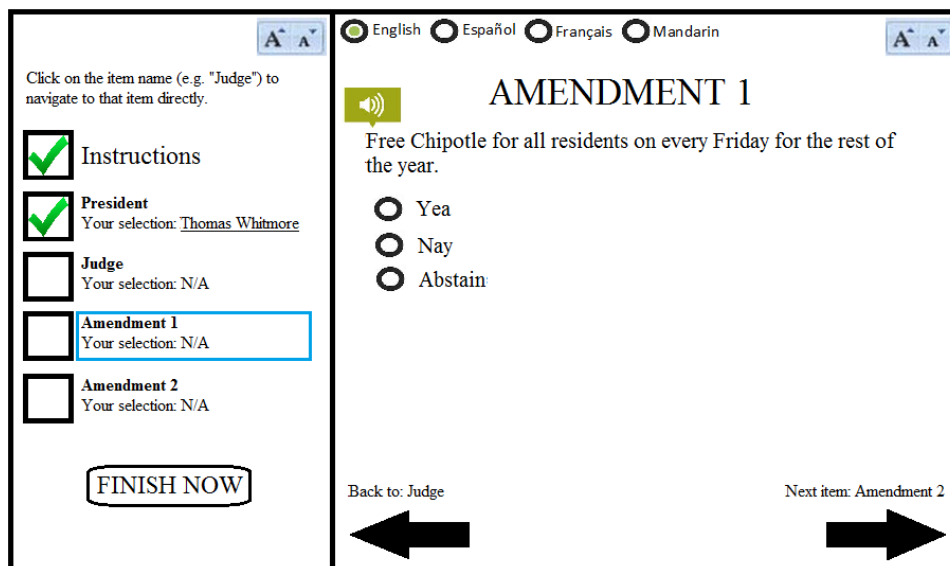 A A
Click on the item name (e.g. "Judge") to
navigate to that item directly.
Instructions
President
Your selection: Thomas Whitmore
Judge
Your selection: N/A
Amendment 1
Your selection: N/A
Amendment 2
Your selection: N/A
FINISH NOW
English Español Français Mandarin
A A
AMENDMENT 1
Free Chipotle for all residents on every Friday for the rest of
the year.
Yea
Nay
Abstain
Back to: Judge
Next item: Amendment 2